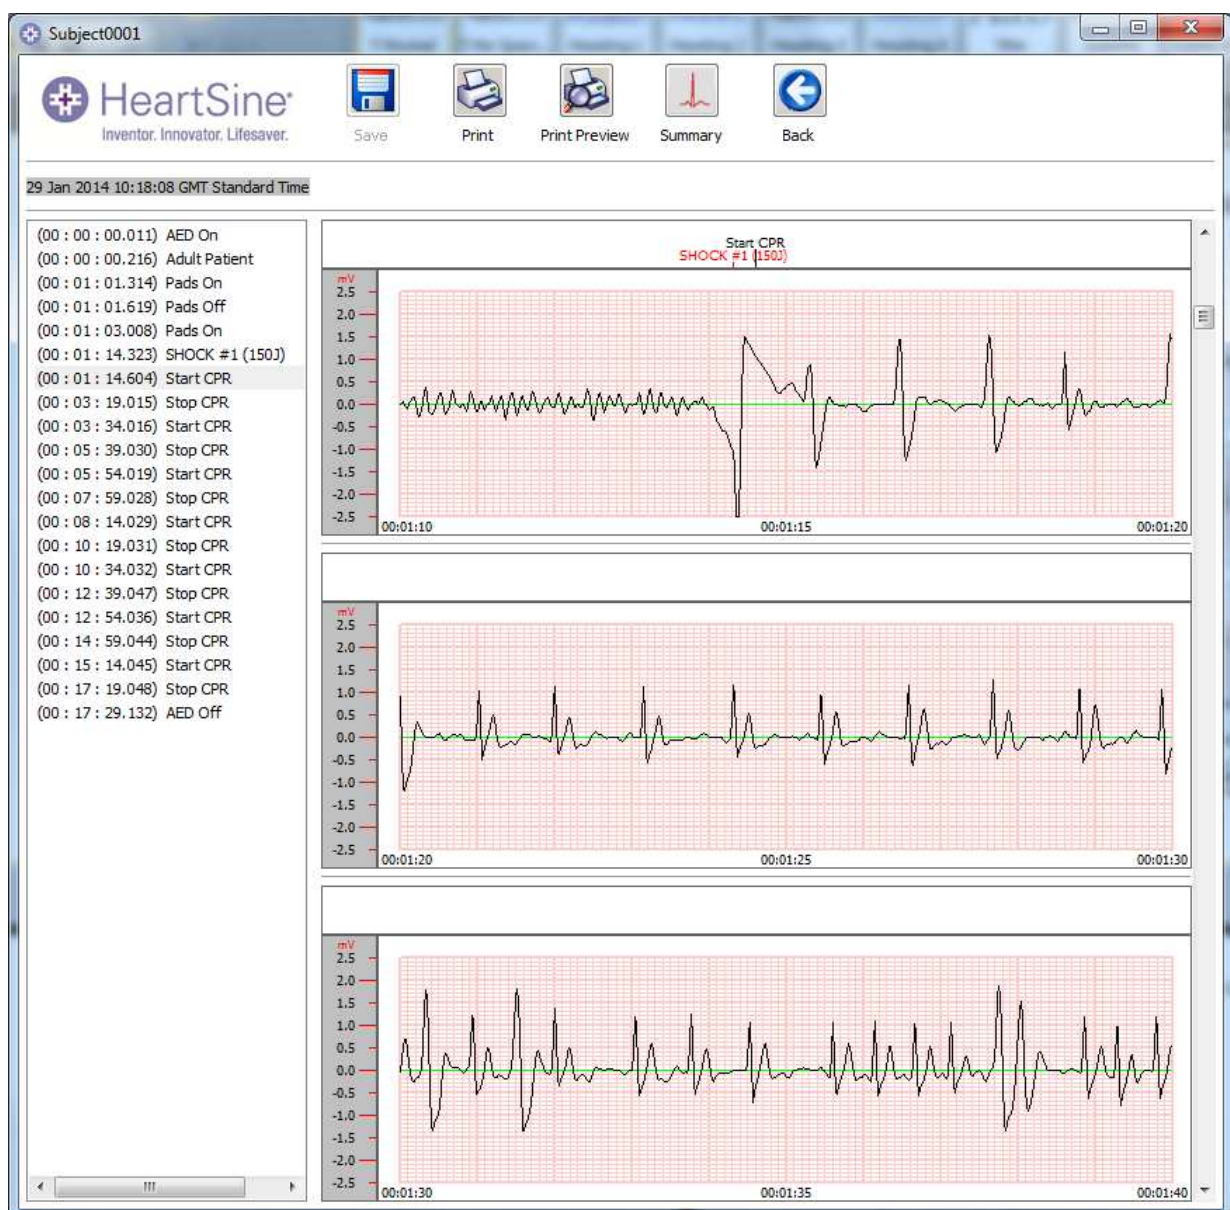 Subject0001
HeartSine
Inventor. Innovator. Lifesaver.
Save
Print
Print Preview
Summary
Back
29 Jan 2014 10:18:08 GMT Standard Time
(00 : 00 : 00.011) AED On
(00 : 00 : 00.216) Adult Patient
(00 : 01 : 01.314) Pads On
(00 : 01 : 01.619) Pads Off
(00 : 01 : 03.008) Pads On
(00 : 01 : 14.323) SHOCK #1 (150J)
(00 : 01 : 14.604) Start CPR
(00 : 03 : 19.015) Stop CPR
(00 : 03 : 34.016) Start CPR
(00 : 05 : 39.030) Stop CPR
(00 : 05 : 54.019) Start CPR
(00 : 07 : 59.028) Stop CPR
(00 : 08 : 14.029) Start CPR
(00 : 10 : 19.031) Stop CPR
(00 : 10 : 34.032) Start CPR
(00 : 12 : 39.047) Stop CPR
(00 : 12 : 54.036) Start CPR
(00 : 14 : 59.044) Stop CPR
(00 : 15 : 14.045) Start CPR
(00 : 17 : 19.048) Stop CPR
(00 : 17 : 29.132) AED Off
Start CPR
SHOCK #1 (150J)
mV
2.5
2.0
1.5
1.0
0.5
0.0
-0.5
-1.0
-1.5
-2.0
-2.5
00:01:10 00:01:15 00:01:20
mV
2.5
2.0
1.5
1.0
0.5
0.0
-0.5
-1.0
-1.5
-2.0
-2.5
00:01:20 00:01:25 00:01:30
mV
2.5
2.0
1.5
1.0
0.5
0.0
-0.5
-1.0
-1.5
-2.0
-2.5
00:01:30 00:01:35 00:01:40